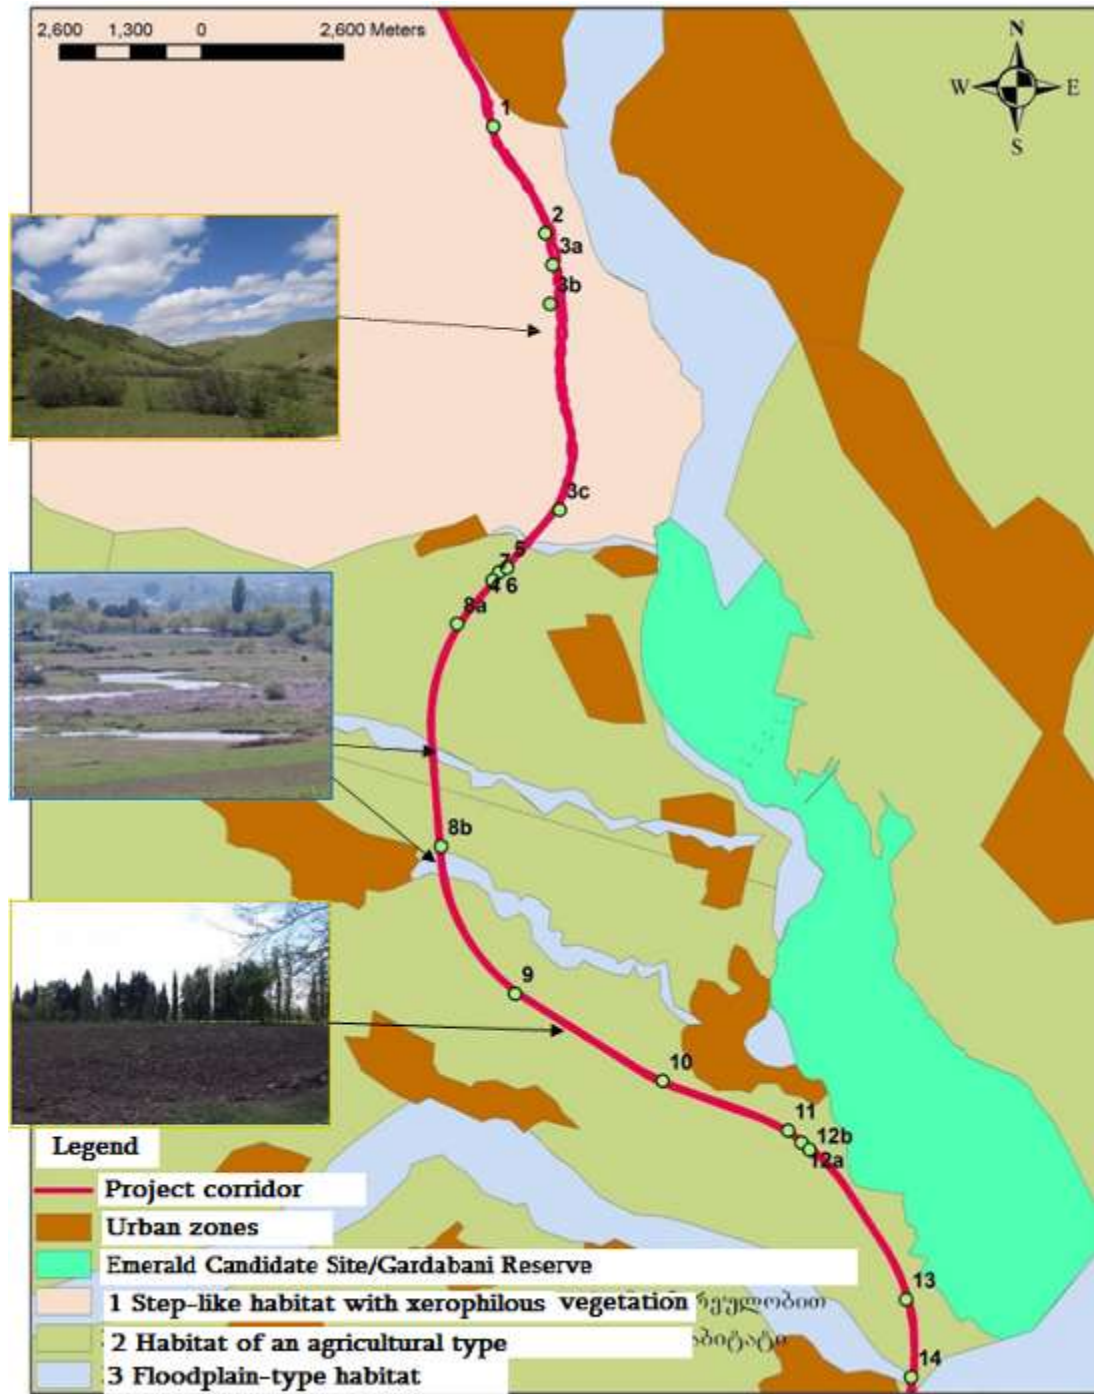 2,600 1,300 0 2,600 Meters
N
W E
S
1
2
3a
3b
3c
5
7
4 6
8a
8b
9
10
11
12b
12a
13
14
Legend
Project corridor
Urban zones
Emerald Candidate Site/Gardabani Reserve
1 Step-like habitat with xerophilous vegetation რეულობით
2 Habitat of an agricultural type აბიტატი
3 Floodplain-type habitat